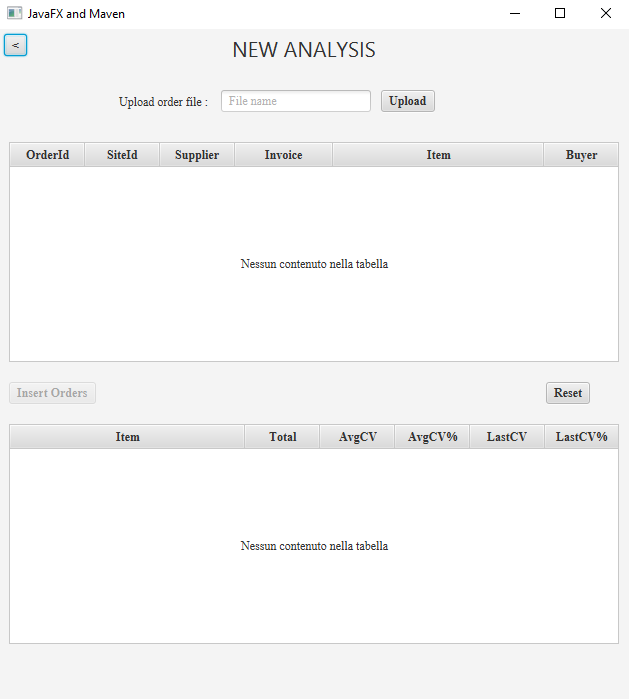 JavaFX and Maven
<
NEW ANALYSIS
Upload order file : File name Upload
OrderId SiteId Supplier Invoice Item Buyer
Nessun contenuto nella tabella
Insert Orders Reset
Item Total AvgCV AvgCV% LastCV LastCV%
Nessun contenuto nella tabella